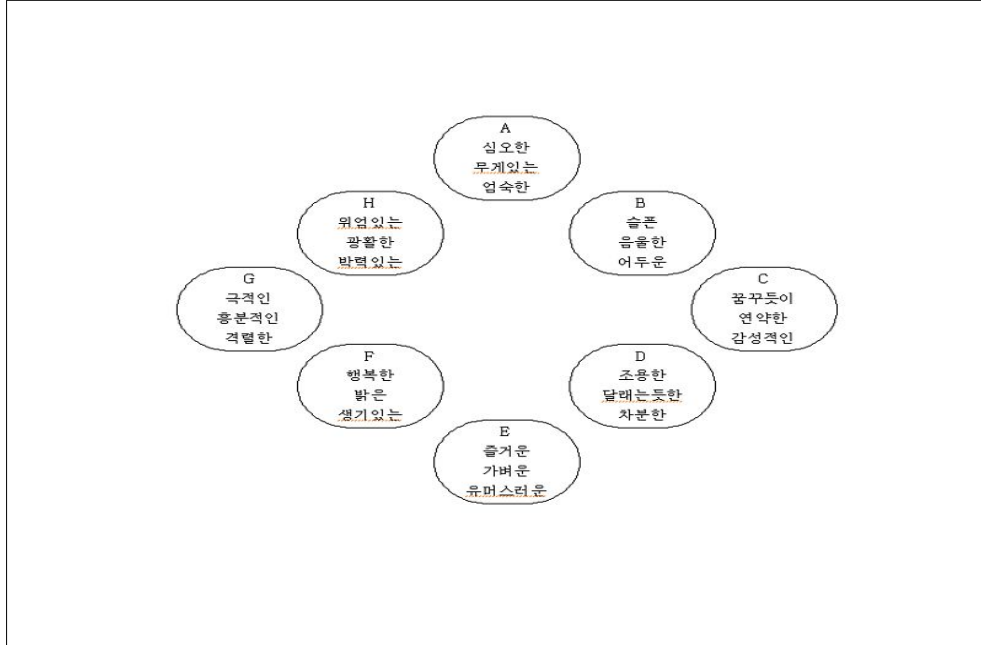 A
심오한
무게있는
엄숙한
H
위엄있는
광활한
박력있는
B
슬픈
음울한
어두운
G
극적인
흥분적인
격렬한
C
꿈꾸듯이
연약한
감성적인
F
행복한
밝은
생기있는
D
조용한
달래는듯한
차분한
E
즐거운
가벼운
유머스러운